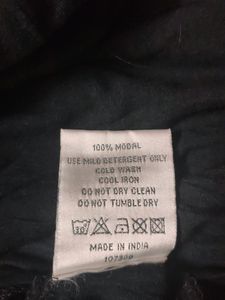 100% MODAL
USE MILD DETERGENT ONLY
COLD WASH
COOL IRON
DO NOT DRY CLEAN
DO NOT TUMBLE DRY
30
MADE IN INDIA